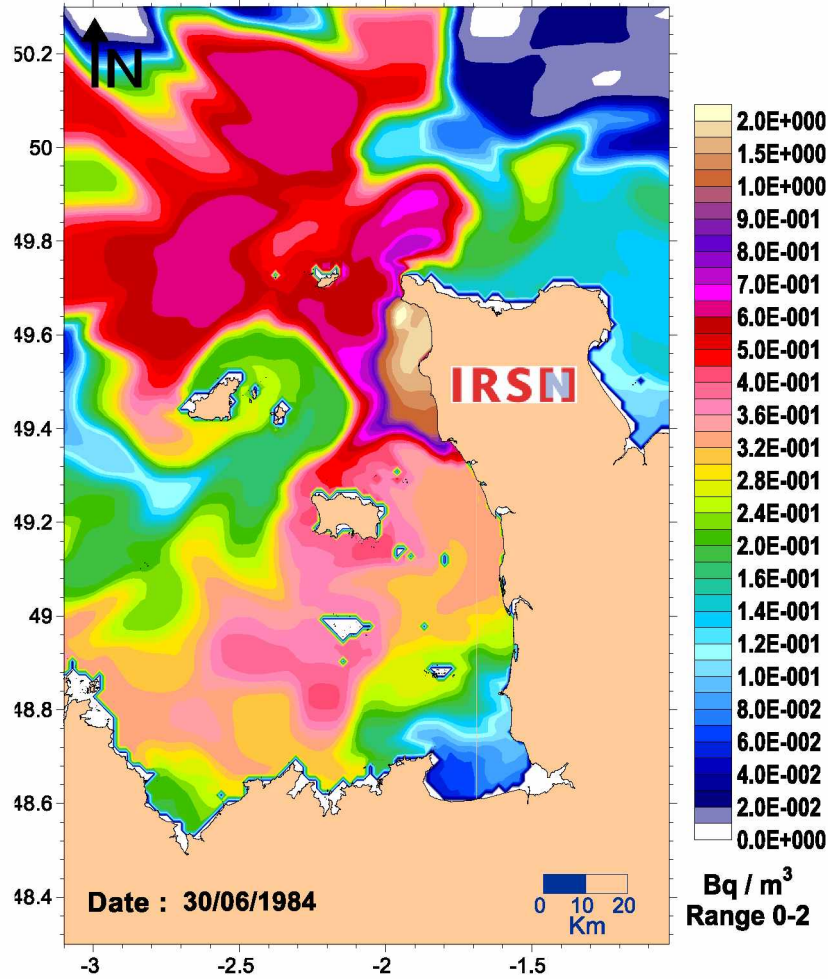 N
50.2
50
49.8
49.6
49.4
49.2
49
48.8
48.6
48.4
-3 -2.5 -2 -1.5
IRSN
Date : 30/06/1984
0 10 20
Km
2.0E+000
1.5E+000
1.0E+000
9.0E-001
8.0E-001
7.0E-001
6.0E-001
5.0E-001
4.0E-001
3.6E-001
3.2E-001
2.8E-001
2.4E-001
2.0E-001
1.6E-001
1.4E-001
1.2E-001
1.0E-001
8.0E-002
6.0E-002
4.0E-002
2.0E-002
0.0E+000
Bq / m³
Range 0-2